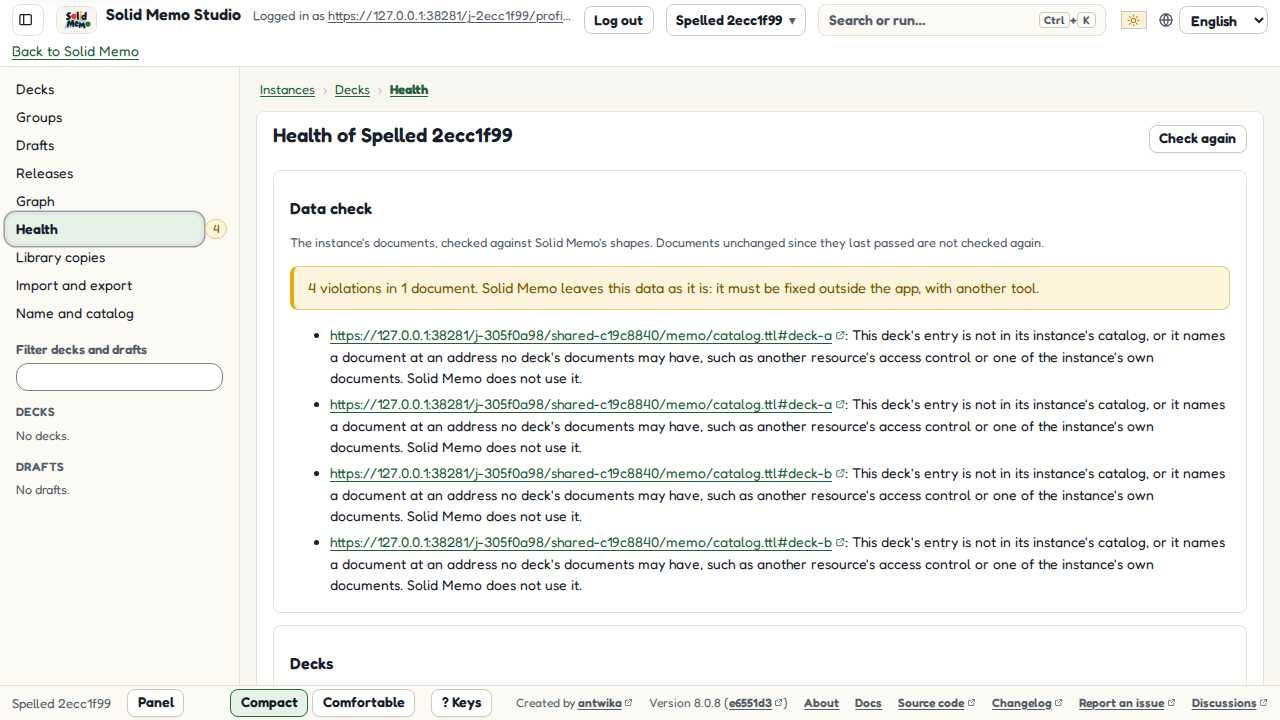 Solid Memo
Solid Memo Studio
Logged in as https://127.0.0.1:38281/j-2ecc1f99/profi...
Log out
Spelled 2ecc1f99 ▾
Search or run...
Ctrl+K
English
Back to Solid Memo
Decks
Groups
Drafts
Releases
Graph
Health
4
Library copies
Import and export
Name and catalog
Filter decks and drafts
DECKS
No decks.
DRAFTS
No drafts.
Instances › Decks › Health
Health of Spelled 2ecc1f99
Check again
Data check
The instance's documents, checked against Solid Memo's shapes. Documents unchanged since they last passed are not checked again.
4 violations in 1 document. Solid Memo leaves this data as it is: it must be fixed outside the app, with another tool.
https://127.0.0.1:38281/j-305f0a98/shared-c19c8840/memo/catalog.ttl#deck-a: This deck's entry is not in its instance's catalog, or it names
a document at an address no deck's documents may have, such as another resource's access control or one of the instance's own
documents. Solid Memo does not use it.
https://127.0.0.1:38281/j-305f0a98/shared-c19c8840/memo/catalog.ttl#deck-a: This deck's entry is not in its instance's catalog, or it names
a document at an address no deck's documents may have, such as another resource's access control or one of the instance's own
documents. Solid Memo does not use it.
https://127.0.0.1:38281/j-305f0a98/shared-c19c8840/memo/catalog.ttl#deck-b: This deck's entry is not in its instance's catalog, or it names
a document at an address no deck's documents may have, such as another resource's access control or one of the instance's own
documents. Solid Memo does not use it.
https://127.0.0.1:38281/j-305f0a98/shared-c19c8840/memo/catalog.ttl#deck-b: This deck's entry is not in its instance's catalog, or it names
a document at an address no deck's documents may have, such as another resource's access control or one of the instance's own
documents. Solid Memo does not use it.
Decks
Spelled 2ecc1f99
Panel
Compact
Comfortable
? Keys
Created by antwika
Version 8.0.8 (e6551d3)
About
Docs
Source code
Changelog
Report an issue
Discussions